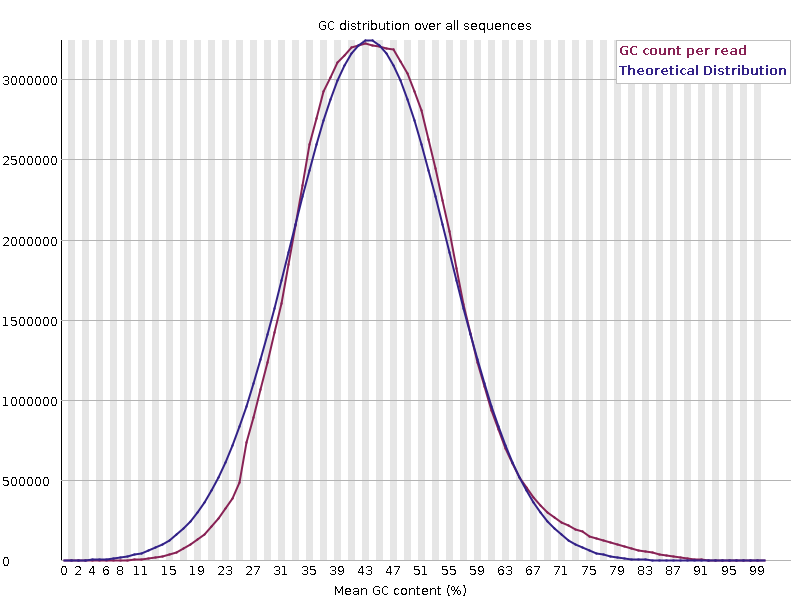 GC distribution over all sequences
GC count per read
Theoretical Distribution
3000000
2500000
2000000
1500000
1000000
500000
0
0 2 4 6 8 11 15 19 23 27 31 35 39 43 47 51 55 59 63 67 71 75 79 83 87 91 95 99
Mean GC content (%)